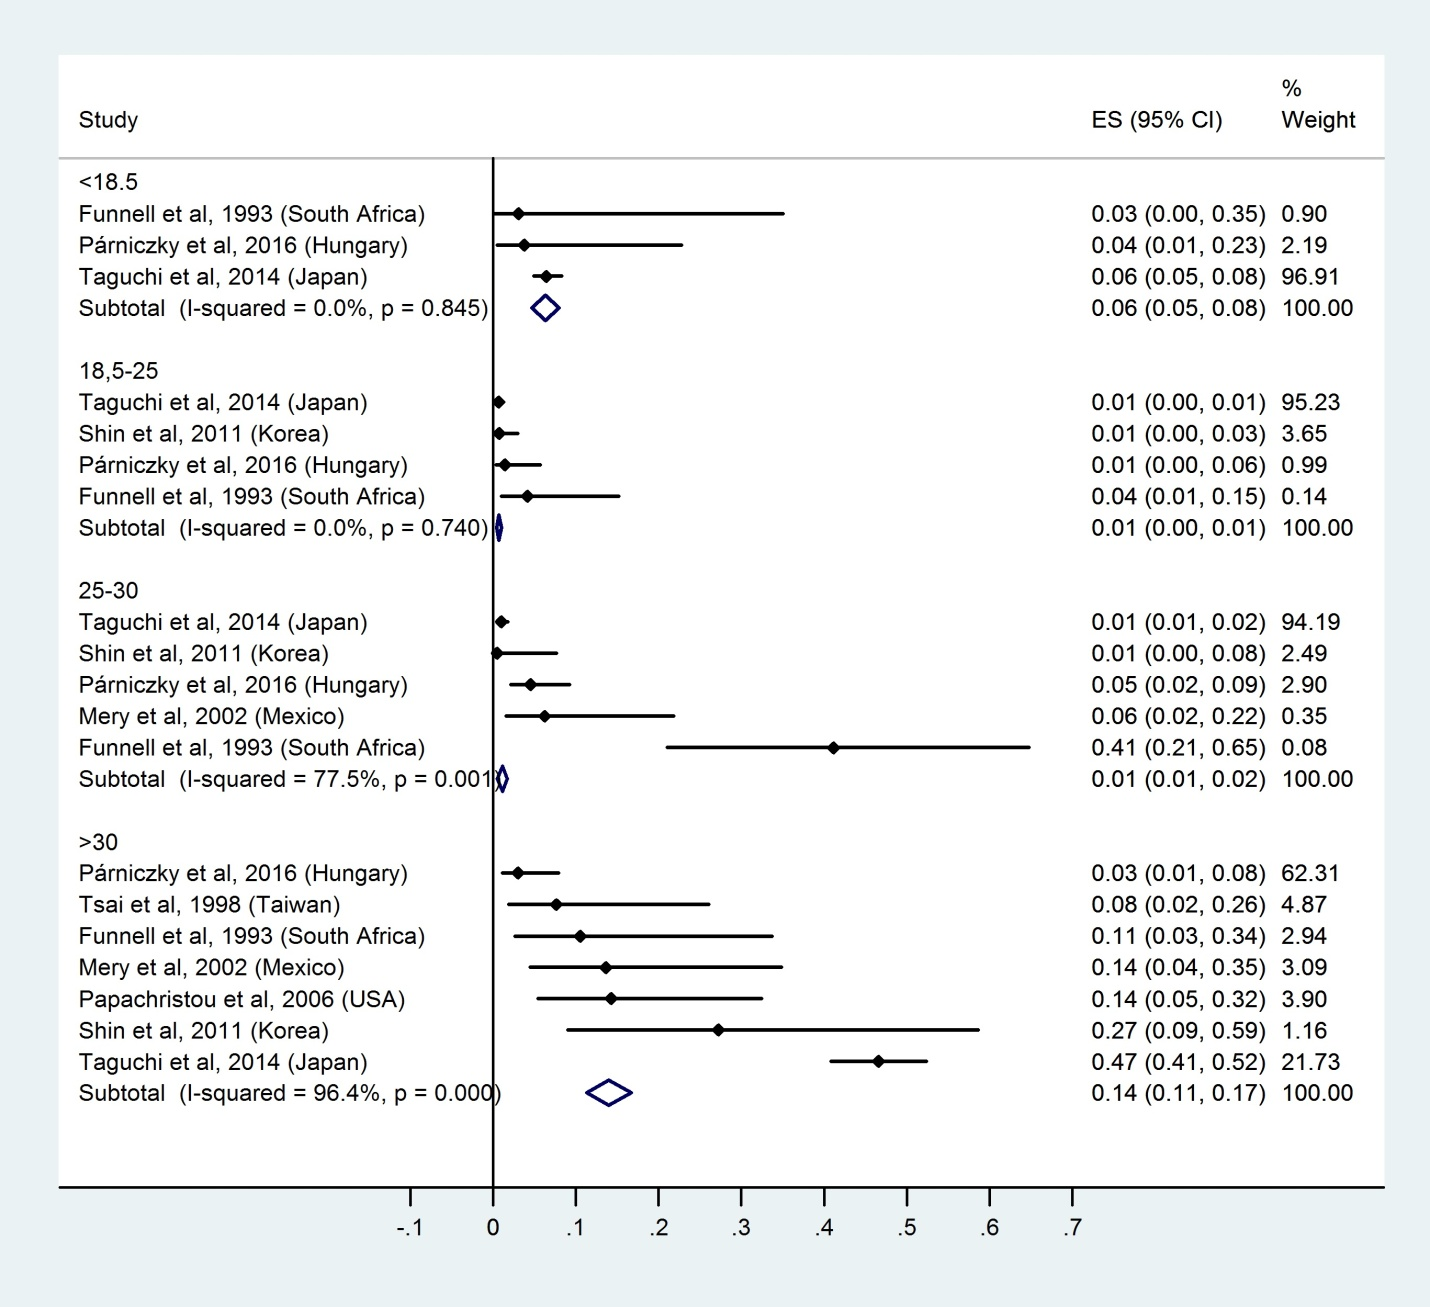 %
Study ES (95% CI) Weight
<18.5
Funnell et al, 1993 (South Africa) 0.03 (0.00, 0.35) 0.90
Párniczky et al, 2016 (Hungary) 0.04 (0.01, 0.23) 2.19
Taguchi et al, 2014 (Japan) 0.06 (0.05, 0.08) 96.91
Subtotal (I-squared = 0.0%, p = 0.845) 0.06 (0.05, 0.08) 100.00
18,5-25
Taguchi et al, 2014 (Japan) 0.01 (0.00, 0.01) 95.23
Shin et al, 2011 (Korea) 0.01 (0.00, 0.03) 3.65
Párniczky et al, 2016 (Hungary) 0.01 (0.00, 0.06) 0.99
Funnell et al, 1993 (South Africa) 0.04 (0.01, 0.15) 0.14
Subtotal (I-squared = 0.0%, p = 0.740) 0.01 (0.00, 0.01) 100.00
25-30
Taguchi et al, 2014 (Japan) 0.01 (0.01, 0.02) 94.19
Shin et al, 2011 (Korea) 0.01 (0.00, 0.08) 2.49
Párniczky et al, 2016 (Hungary) 0.05 (0.02, 0.09) 2.90
Mery et al, 2002 (Mexico) 0.06 (0.02, 0.22) 0.35
Funnell et al, 1993 (South Africa) 0.41 (0.21, 0.65) 0.08
Subtotal (I-squared = 77.5%, p = 0.001) 0.01 (0.01, 0.02) 100.00
>30
Párniczky et al, 2016 (Hungary) 0.03 (0.01, 0.08) 62.31
Tsai et al, 1998 (Taiwan) 0.08 (0.02, 0.26) 4.87
Funnell et al, 1993 (South Africa) 0.11 (0.03, 0.34) 2.94
Mery et al, 2002 (Mexico) 0.14 (0.04, 0.35) 3.09
Papachristou et al, 2006 (USA) 0.14 (0.05, 0.32) 3.90
Shin et al, 2011 (Korea) 0.27 (0.09, 0.59) 1.16
Taguchi et al, 2014 (Japan) 0.47 (0.41, 0.52) 21.73
Subtotal (I-squared = 96.4%, p = 0.000) 0.14 (0.11, 0.17) 100.00
-.1 0 .1 .2 .3 .4 .5 .6 .7